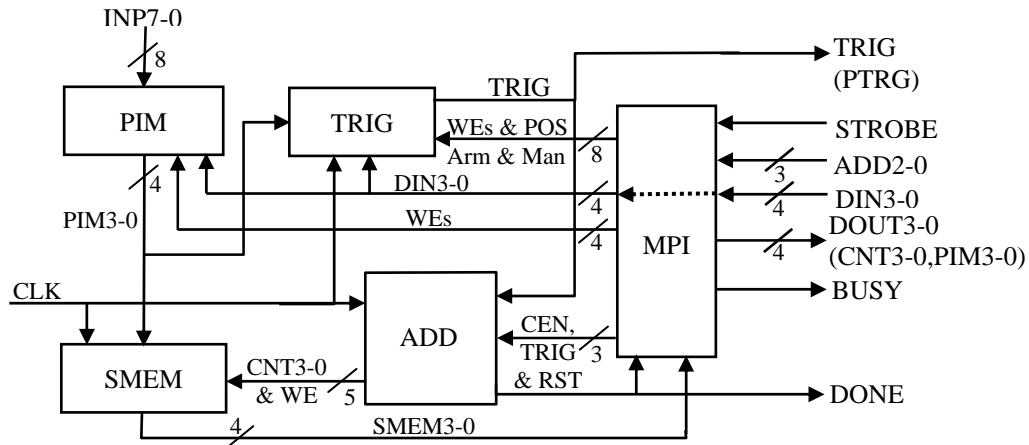 INP7-0
8
PIM
4
PIM3-0
TRIG
TRIG
WEs & POS
Arm & Man
8
DIN3-0
4
WEs
4
MPI
TRIG
(PTRG)
STROBE
ADD2-0
3
DIN3-0
4
DOUT3-0
4
(CNT3-0,PIM3-0)
BUSY
CLK
ADD
CEN,
TRIG
3
& RST
SMEM
CNT3-0
& WE
5
DONE
4
SMEM3-0